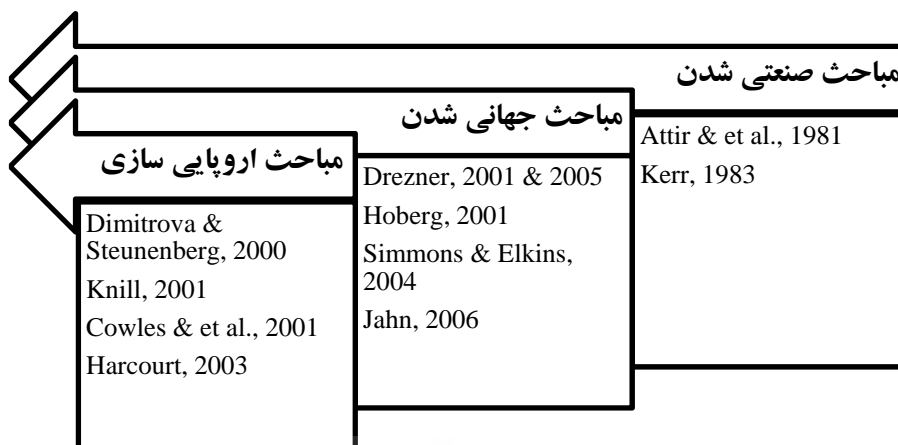 مباحث صنعتی شدن
Attir & et al., 1981
Kerr, 1983
مباحث جهانی شدن
Drezner, 2001 & 2005
Hoberg, 2001
Simmons & Elkins,
2004
Jahn, 2006
مباحث اروپایی سازی
Dimitrova &
Steunenberg, 2000
Knill, 2001
Cowles & et al., 2001
Harcourt, 2003